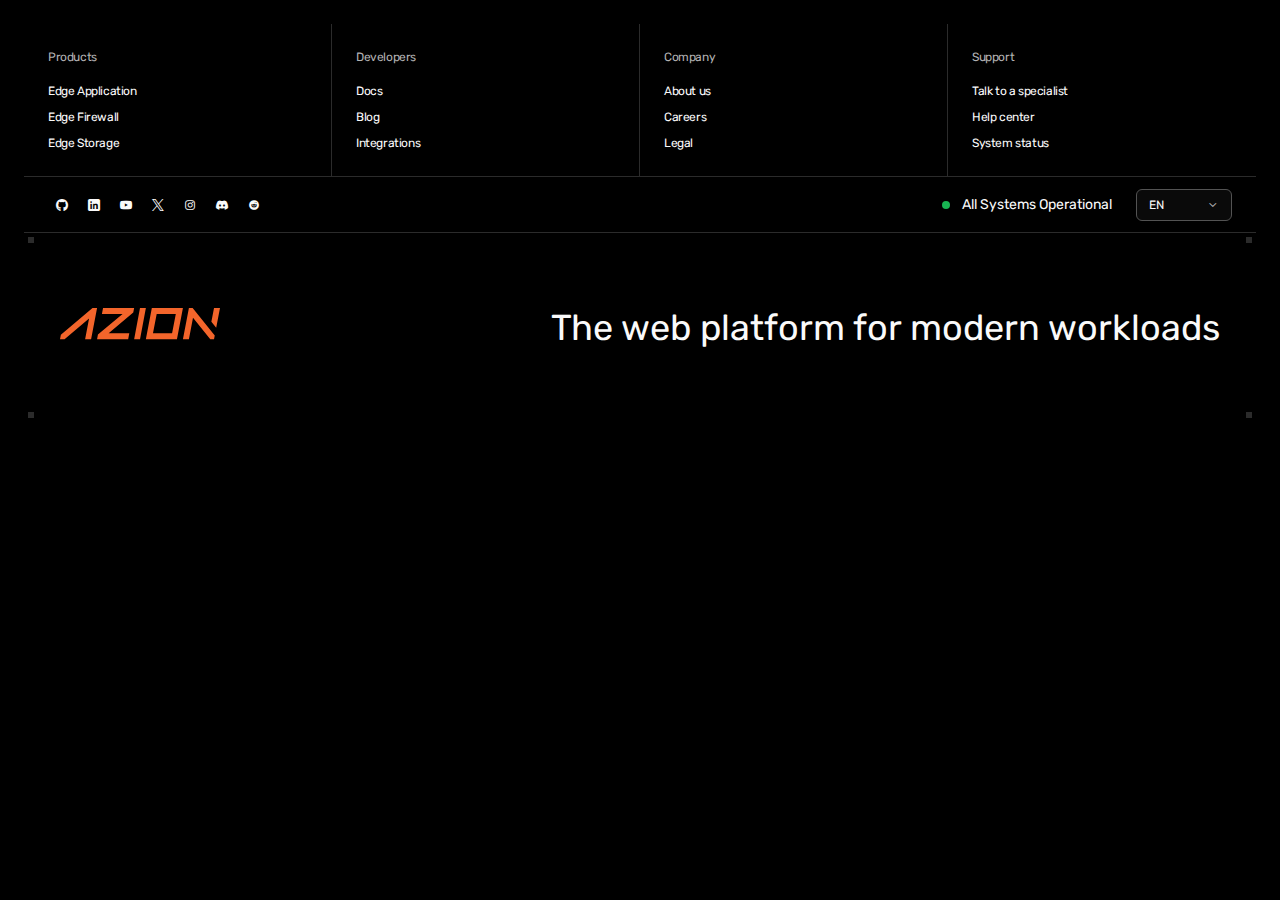 Products
Edge Application
Edge Firewall
Edge Storage
Developers
Docs
Blog
Integrations
Company
About us
Careers
Legal
Support
Talk to a specialist
Help center
System status
All Systems Operational
EN
AZION
The web platform for modern workloads